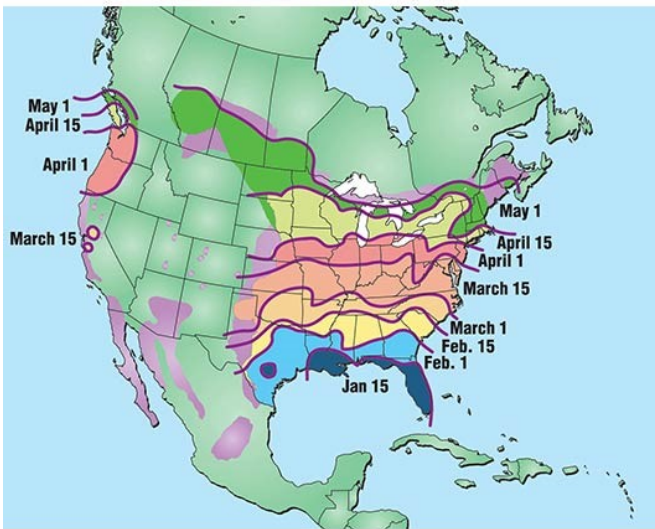 May 1
April 15
April 1
March 15
May 1
April 15
April 1
March 15
March 1
Feb. 15
Feb. 1
Jan 15